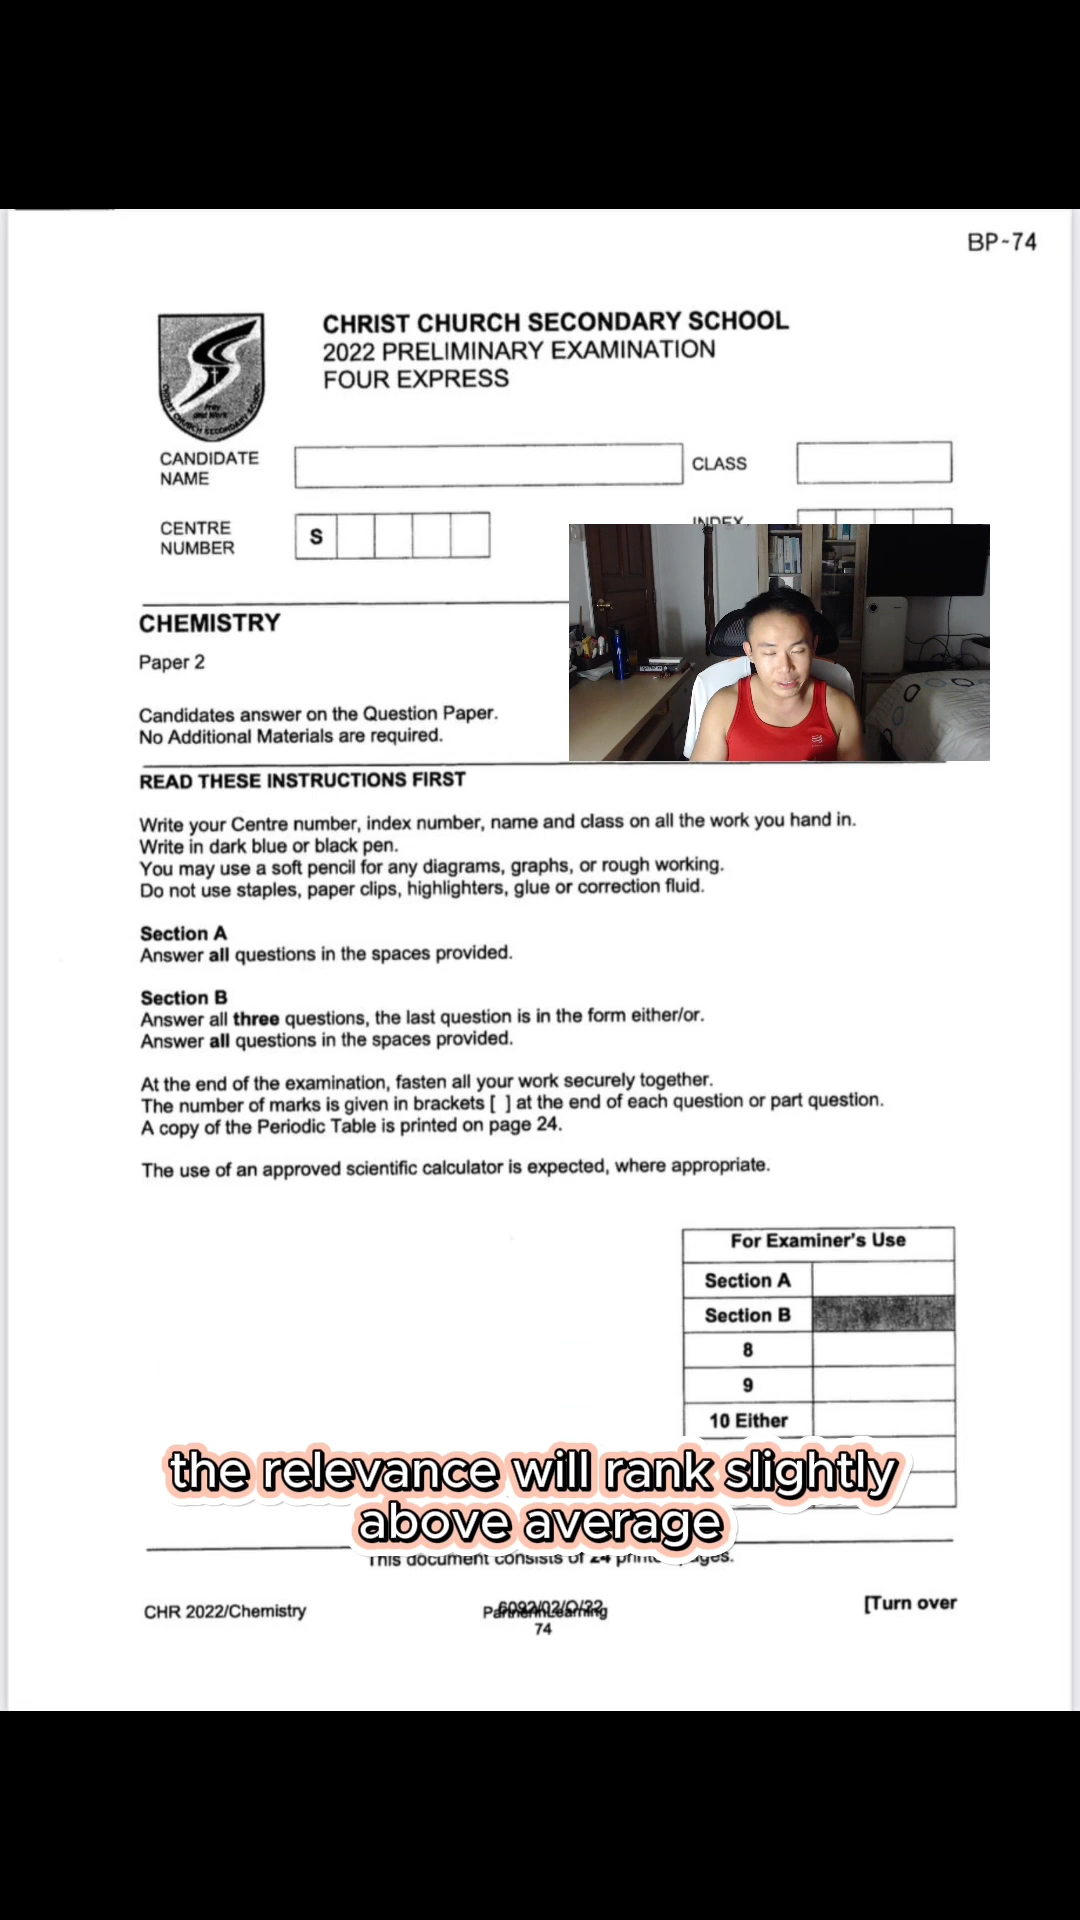 BP-74
CHRIST CHURCH SECONDARY SCHOOL
2022 PRELIMINARY EXAMINATION
FOUR EXPRESS
CANDIDATE
NAME
CLASS
CENTRE
NUMBER
S
INDEX
CHEMISTRY
Paper 2
Candidates answer on the Question Paper.
No Additional Materials are required.
READ THESE INSTRUCTIONS FIRST
Write your Centre number, index number, name and class on all the work you hand in.
Write in dark blue or black pen.
You may use a soft pencil for any diagrams, graphs, or rough working.
Do not use staples, paper clips, highlighters, glue or correction fluid.
Section A
Answer all questions in the spaces provided.
Section B
Answer all three questions, the last question is in the form either/or.
Answer all questions in the spaces provided.
At the end of the examination, fasten all your work securely together.
The number of marks is given in brackets [ ] at the end of each question or part question.
A copy of the Periodic Table is printed on page 24.
The use of an approved scientific calculator is expected, where appropriate.
For Examiner's Use
Section A
Section B
8
9
10 Either
the relevance will rank slightly
above average
This document consists of 24
CHR 2022/Chemistry
[Turn over
74